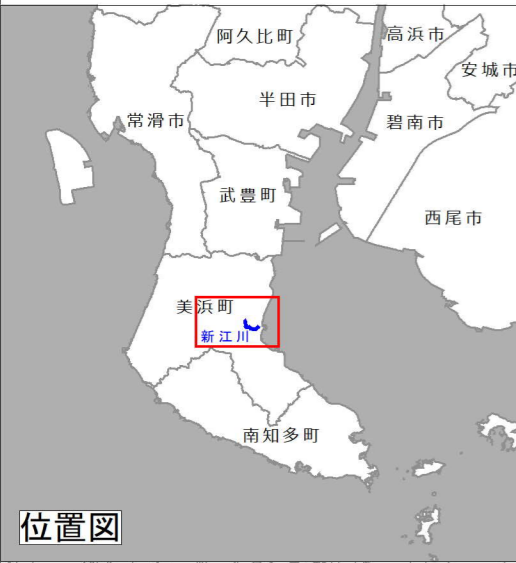 阿久比町
高浜市
安城市
半田市
常滑市
碧南市
武豊町
西尾市
美浜町
新江川
南知多町
位置図